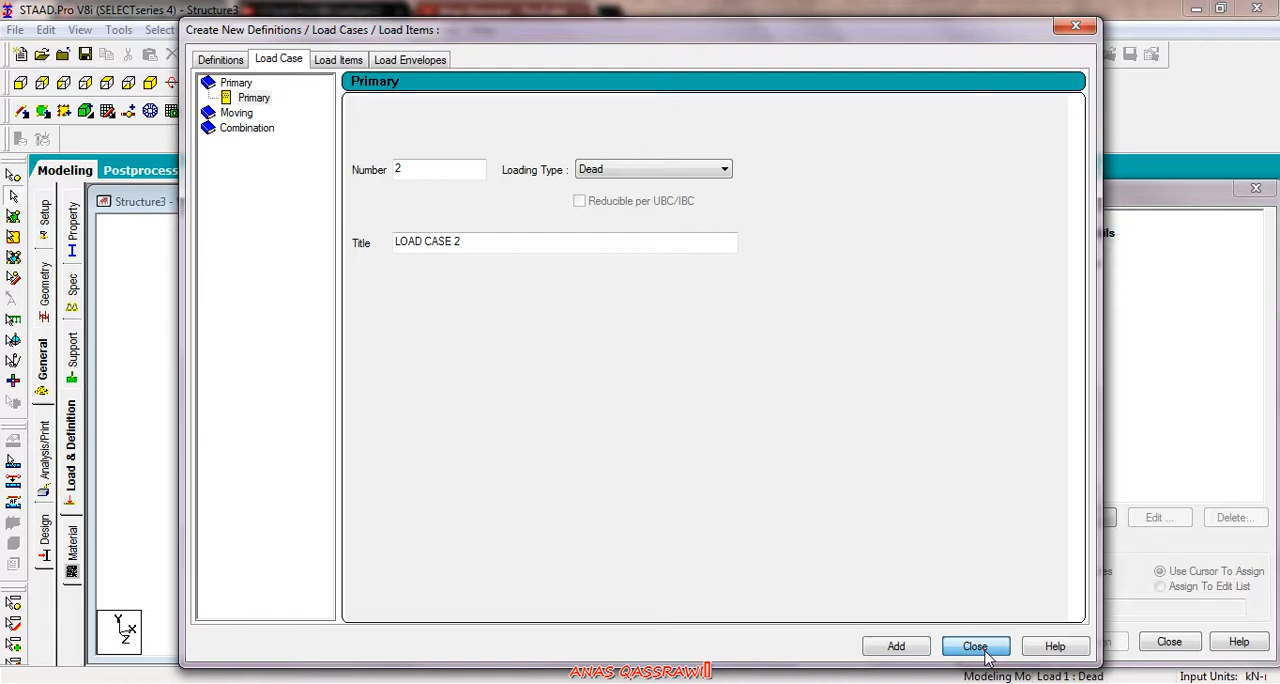 STAAD.Pro V8i (SELECTseries 4) - Structure3
File Edit View Tools Select
Create New Definitions / Load Cases / Load Items :
Definitions Load Case Load Items Load Envelopes
Primary
Primary
Moving
Combination
Primary
Number 2 Loading Type : Dead
Reducible per UBC/IBC
Title LOAD CASE 2
Add Close Help
Modeling Postprocess
Structure3 -
Setup
Geometry
General
Analysis/Print
Design
Property
Spec
Support
Load & Definition
Material
Y
X
Z
Edit ... Delete...
Use Cursor To Assign
Assign To Edit List
Close Help
ANAS QASSRAWI
Modeling Mo Load 1 : Dead Input Units: kN-